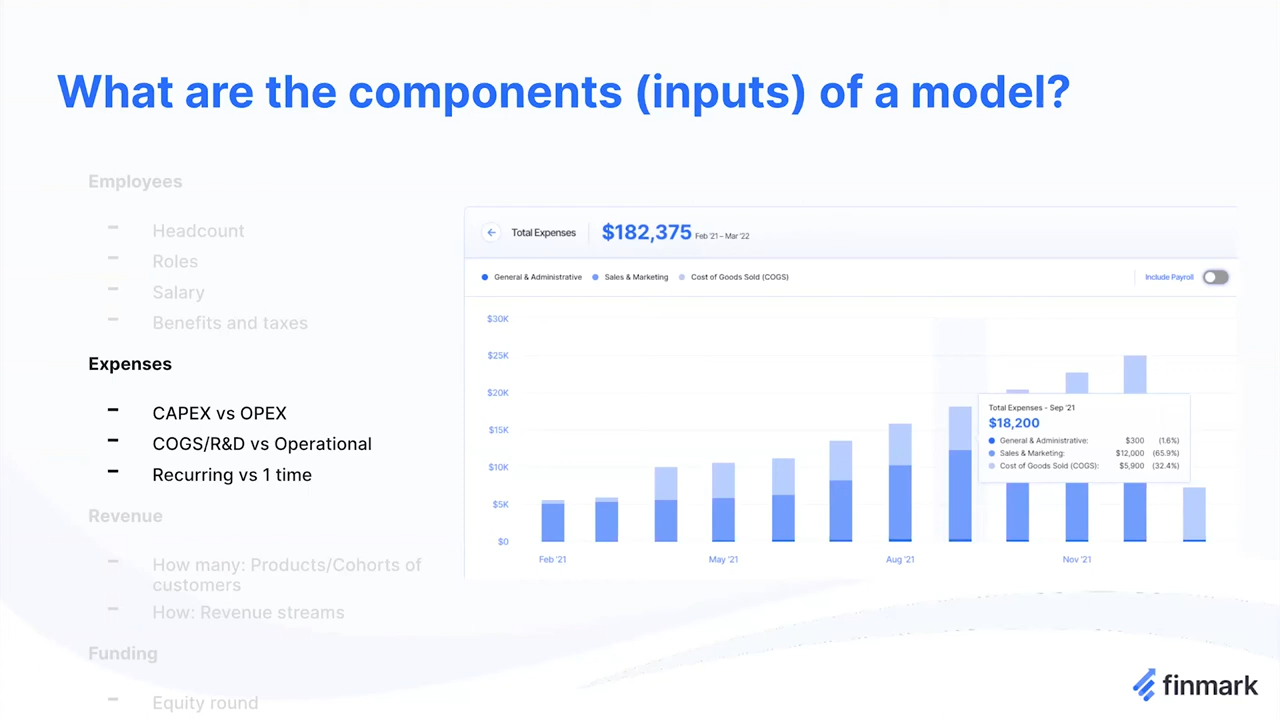 What are the components (inputs) of a model?
Employees
- Headcount
- Roles
- Salary
- Benefits and taxes
Expenses
- CAPEX vs OPEX
- COGS/R&D vs Operational
- Recurring vs 1 time
Revenue
- How many: Products/Cohorts of
customers
- How: Revenue streams
Funding
- Equity round
Total Expenses $182,375 Feb '21 – Mar '22
General & Administrative Sales & Marketing Cost of Goods Sold (COGS) Include Payroll
$30K
$25K
$20K
$15K
$10K
$5K
$0
Total Expenses - Sep '21
$18,200
General & Administrative: $300 (1.6%)
Sales & Marketing: $12,000 (65.9%)
Cost of Goods Sold (COGS): $5,900 (32.4%)
Feb '21 May '21 Aug '21 Nov '21
finmark